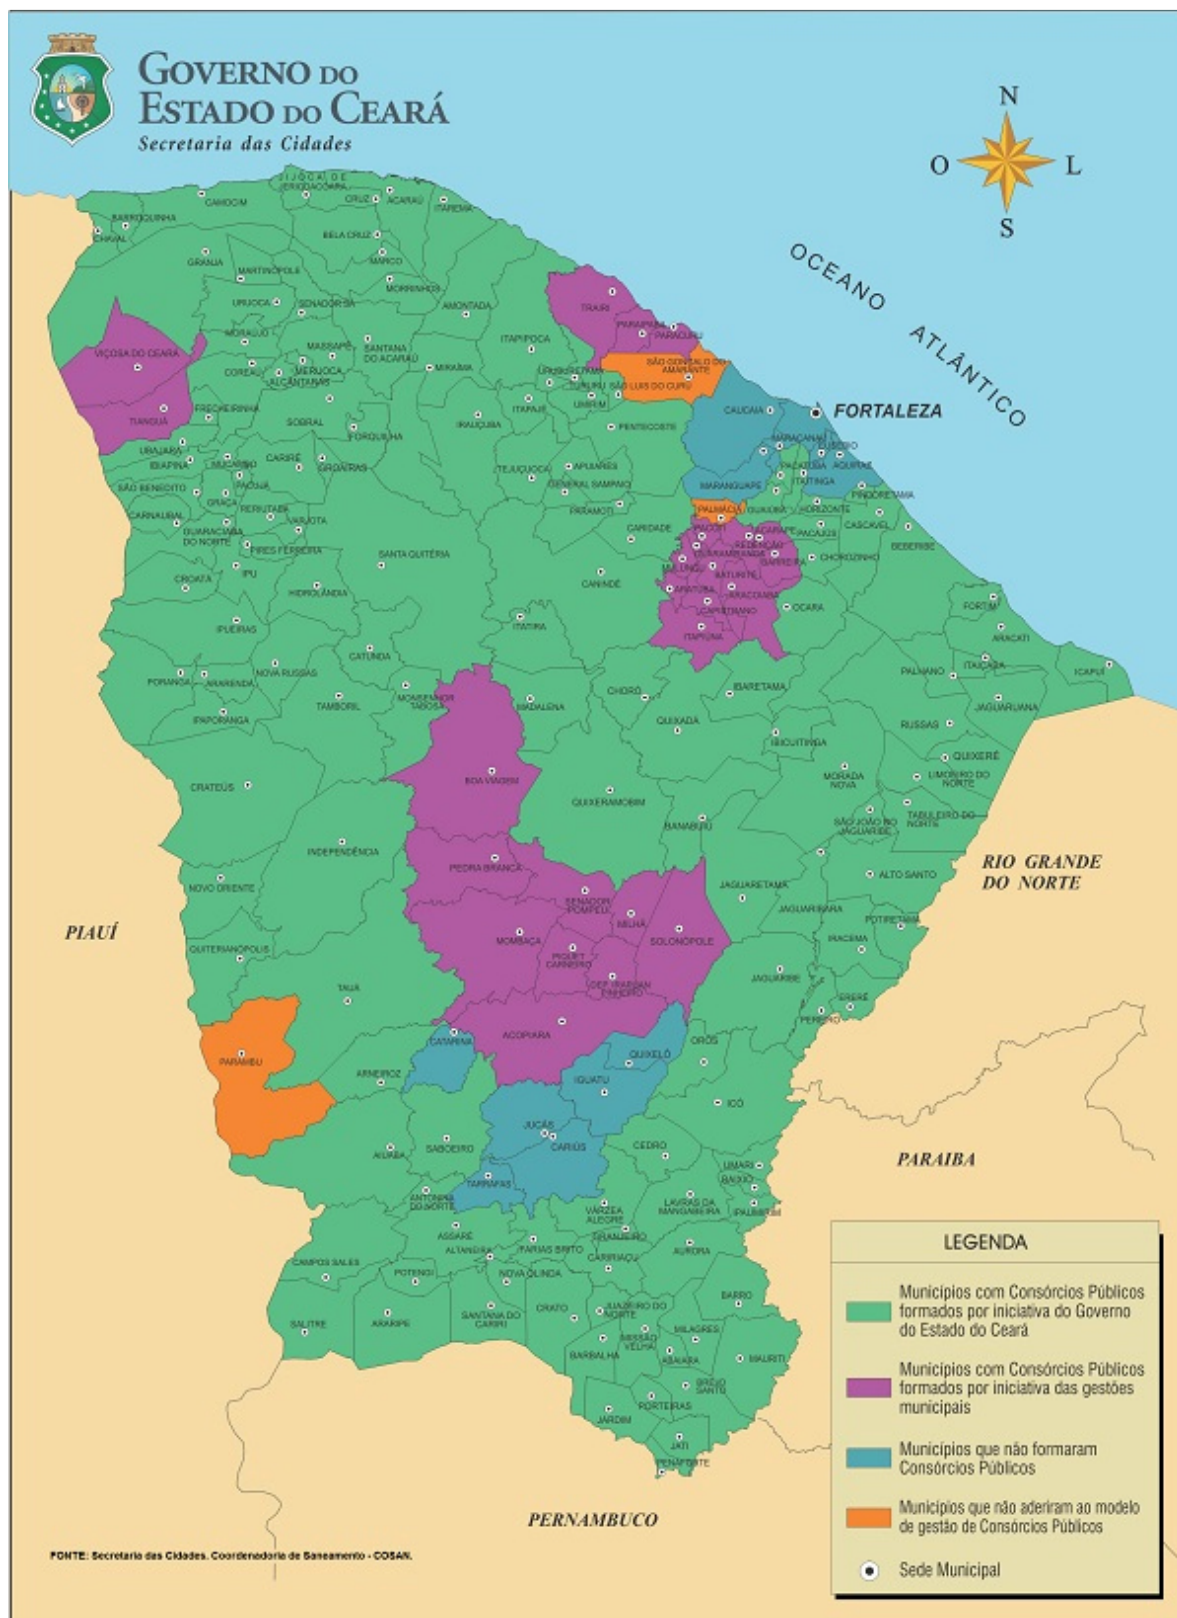 GOVERNO DO
ESTADO DO CEARÁ
Secretaria das Cidades
N
O
L
S
OCEANO ATLÂNTICO
JIJOCA DE
JERICOACOARA
CAMOCIM
CRUZ
ACARAÚ
ITAREMA
BARROQUINHA
CHAVAL
BELA CRUZ
MARCO
GRANJA
MARTINÓPOLE
MORRINHOS
URUOCA
SENADOR SÁ
AMONTADA
TRAIRI
PARAIPABA
PARACURU
MORAÚJO
MASSAPÊ
SANTANA
DO ACARAÚ
ITAPIPOCA
VIÇOSA DO CEARÁ
COREAÚ
MERUOCA
ALCÂNTARAS
MIRAÍMA
URUBURETAMA
TURURU
SÃO LUIS DO CURU
SÃO GONÇALO DO
AMARANTE
UMIRIM
TIANGUÁ
FRECHEIRINHA
SOBRAL
FORQUILHA
IRAUÇUBA
ITAPAJÉ
PENTECOSTE
CAUCAIA
FORTALEZA
UBAJARA
IBIAPINA
MUCAMBO
CARIRÉ
GROAÍRAS
TEJUÇUOCA
APUIARÉS
GENERAL SAMPAIO
MARACANAÚ
EUSÉBIO
PACATUBA
AQUIRAZ
ITAITINGA
MARANGUAPE
SÃO BENEDITO
PACUJÁ
GRAÇA
RERIUTABA
VARJOTA
PARAMOTI
PALMÁCIA
GUAIÚBA
HORIZONTE
PINDORETAMA
CASCAVEL
CARNAUBAL
GUARACIABA
DO NORTE
PIRES FERREIRA
SANTA QUITÉRIA
CARIDADE
PACOTI
ACARAPE
REDENÇÃO
PACAJUS
BEBERIBE
CHOROZINHO
GUARAMIRANGA
BARREIRA
MULUNGU
BATURITÉ
CROATÁ
IPU
HIDROLÂNDIA
CANINDÉ
ARATUBA
ARACOIABA
CAPISTRANO
OCARA
IPUEIRAS
ITATIRA
ITAPIÚNA
FORTIM
ARACATI
CATUNDA
PORANGA
ARARENDÁ
NOVA RUSSAS
TAMBORIL
MONSENHOR
TABOSA
MADALENA
CHORÓ
IBARETAMA
PALHANO
ITAIÇABA
ICAPUÍ
JAGUARUANA
IPAPORANGA
QUIXADÁ
IBICUITINGA
RUSSAS
QUIXERÉ
CRATEÚS
BOA VIAGEM
QUIXERAMOBIM
MORADA
NOVA
LIMOEIRO DO
NORTE
BANABUIÚ
SÃO JOÃO DO
JAGUARIBE
TABULEIRO DO
NORTE
INDEPENDÊNCIA
PEDRA BRANCA
RIO GRANDE
DO NORTE
NOVO ORIENTE
SENADOR
POMPEU
MILHÃ
JAGUARETAMA
ALTO SANTO
JAGUARIBARA
POTIRETAMA
PIAUÍ
QUITERIANÓPOLIS
MOMBAÇA
PIQUET
CARNEIRO
SOLONÓPOLE
IRACEMA
DEP. IRAPUAN
PINHEIRO
JAGUARIBE
TAUÁ
ERERÊ
PEREIRO
ACOPIARA
CATARINA
PARAMBU
ARNEIROZ
QUIXELÔ
IGUATU
ORÓS
ICÓ
JUCÁS
CARIÚS
SABOEIRO
AIUABA
CEDRO
UMARI
BAIXIO
IPAUMIRIM
PARAIBA
TARRAFAS
ANTONINA
DO NORTE
VÁRZEA
ALEGRE
LAVRAS DA
MANGABEIRA
ASSARÉ
ALTANEIRA
FARIAS BRITO
GRANJEIRO
CARIRIAÇU
AURORA
CAMPOS SALES
POTENGI
NOVA OLINDA
SALITRE
ARARIPE
SANTANA DO
CARIRI
CRATO
JUAZEIRO DO
NORTE
BARRO
MISSÃO
VELHA
MILAGRES
BARBALHA
ABAIARA
MAURITI
BREJO
SANTO
PORTEIRAS
JARDIM
JATI
PENAFORTE
PERNAMBUCO
LEGENDA
Municípios com Consórcios Públicos
formados por iniciativa do Governo
do Estado do Ceará
Municípios com Consórcios Públicos
formados por iniciativa das gestões
municipais
Municípios que não formaram
Consórcios Públicos
Municípios que não aderiram ao modelo
de gestão de Consórcios Públicos
Sede Municipal
FONTE: Secretaria das Cidades. Coordenadoria de Saneamento - COSAN.